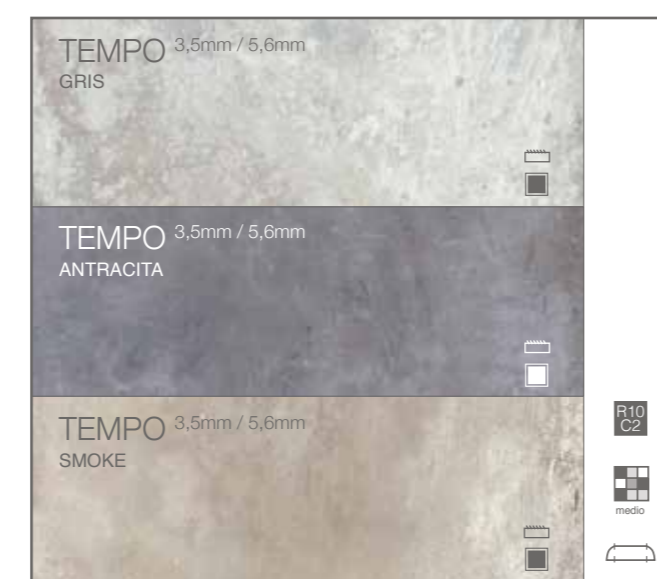 TEMPO 3,5mm / 5,6mm
GRIS
TEMPO 3,5mm / 5,6mm
ANTRACITA
TEMPO 3,5mm / 5,6mm
SMOKE
R10
C2
medio